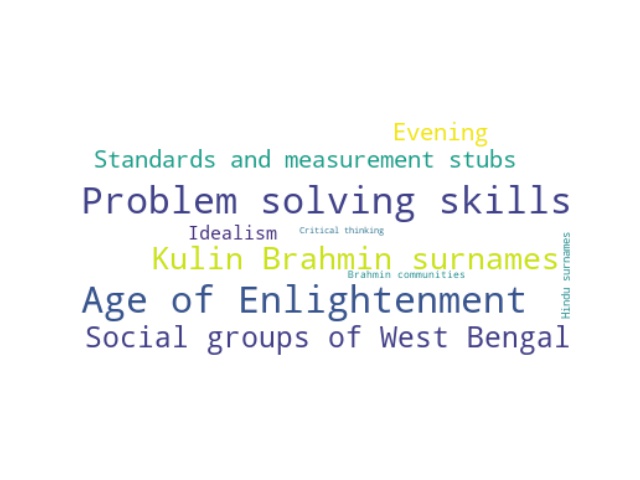 Evening
Standards and measurement stubs
Problem solving skills
Idealism
Critical thinking
Kulin Brahmin surnames
Brahmin communities
Hindu surnames
Age of Enlightenment
Social groups of West Bengal